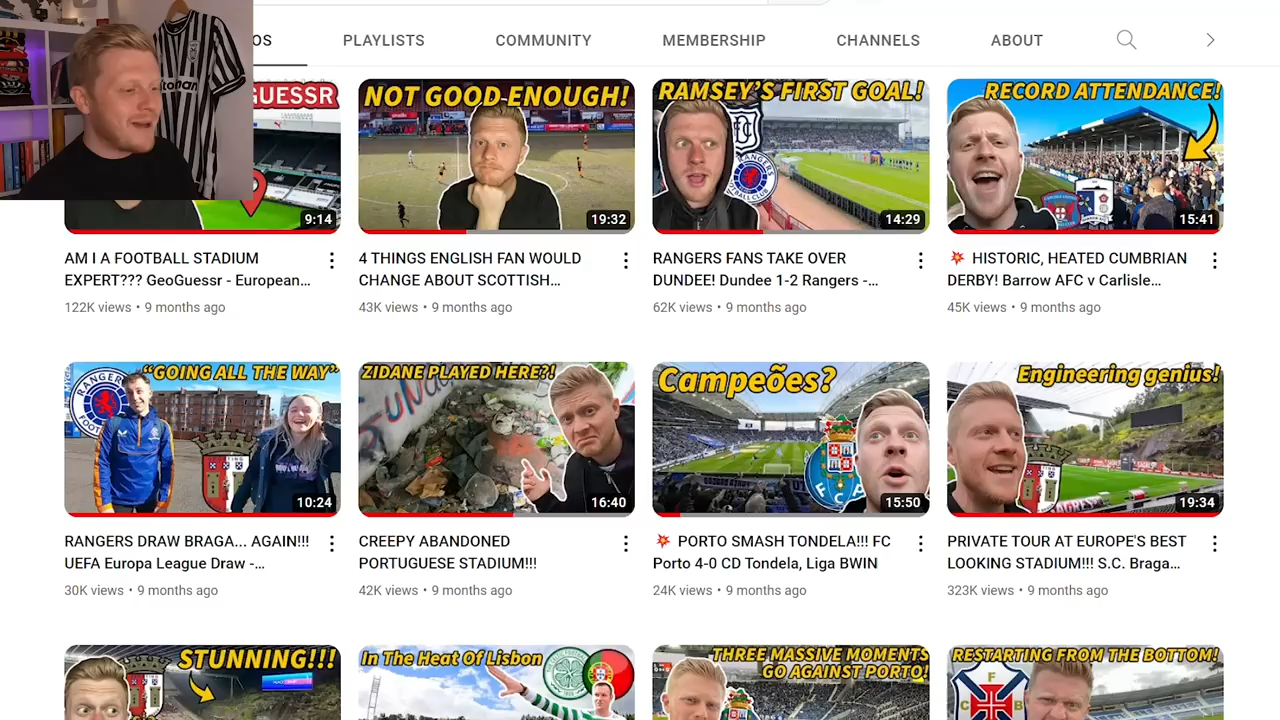 OS
PLAYLISTS
COMMUNITY
MEMBERSHIP
CHANNELS
ABOUT
GUESSR
9:14
AM I A FOOTBALL STADIUM
EXPERT??? GeoGuessr - European...
122K views • 9 months ago
NOT GOOD ENOUGH!
19:32
4 THINGS ENGLISH FAN WOULD
CHANGE ABOUT SCOTTISH...
43K views • 9 months ago
RAMSEY'S FIRST GOAL!
14:29
RANGERS FANS TAKE OVER
DUNDEE! Dundee 1-2 Rangers -...
62K views • 9 months ago
RECORD ATTENDANCE!
15:41
💥 HISTORIC, HEATED CUMBRIAN
DERBY! Barrow AFC v Carlisle...
45K views • 9 months ago
"GOING ALL THE WAY"
10:24
RANGERS DRAW BRAGA... AGAIN!!!
UEFA Europa League Draw -...
30K views • 9 months ago
ZIDANE PLAYED HERE?!
16:40
CREEPY ABANDONED
PORTUGUESE STADIUM!!!
42K views • 9 months ago
Campeões?
15:50
💥 PORTO SMASH TONDELA!!! FC
Porto 4-0 CD Tondela, Liga BWIN
24K views • 9 months ago
Engineering genius!
19:34
PRIVATE TOUR AT EUROPE'S BEST
LOOKING STADIUM!!! S.C. Braga...
323K views • 9 months ago
STUNNING!!!
In The Heat Of Lisbon
THREE MASSIVE MOMENTS
GO AGAINST PORTO!
RESTARTING FROM THE BOTTOM!